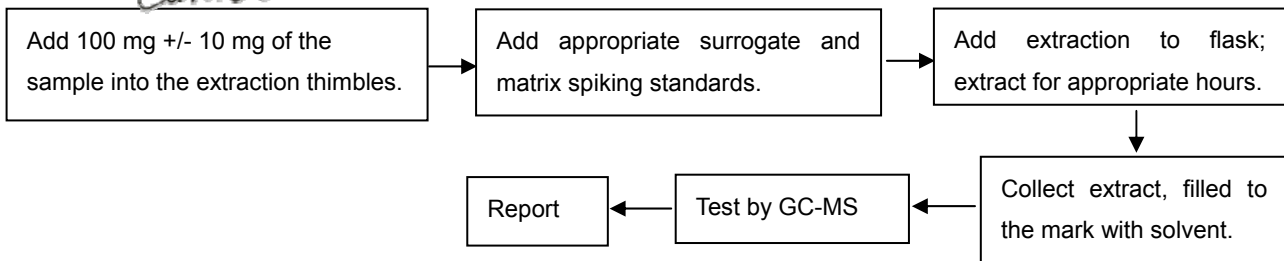 Add 100 mg +/- 10 mg of the
sample into the extraction thimbles.
Add appropriate surrogate and
matrix spiking standards.
Add extraction to flask;
extract for appropriate hours.
Collect extract, filled to
the mark with solvent.
Test by GC-MS
Report